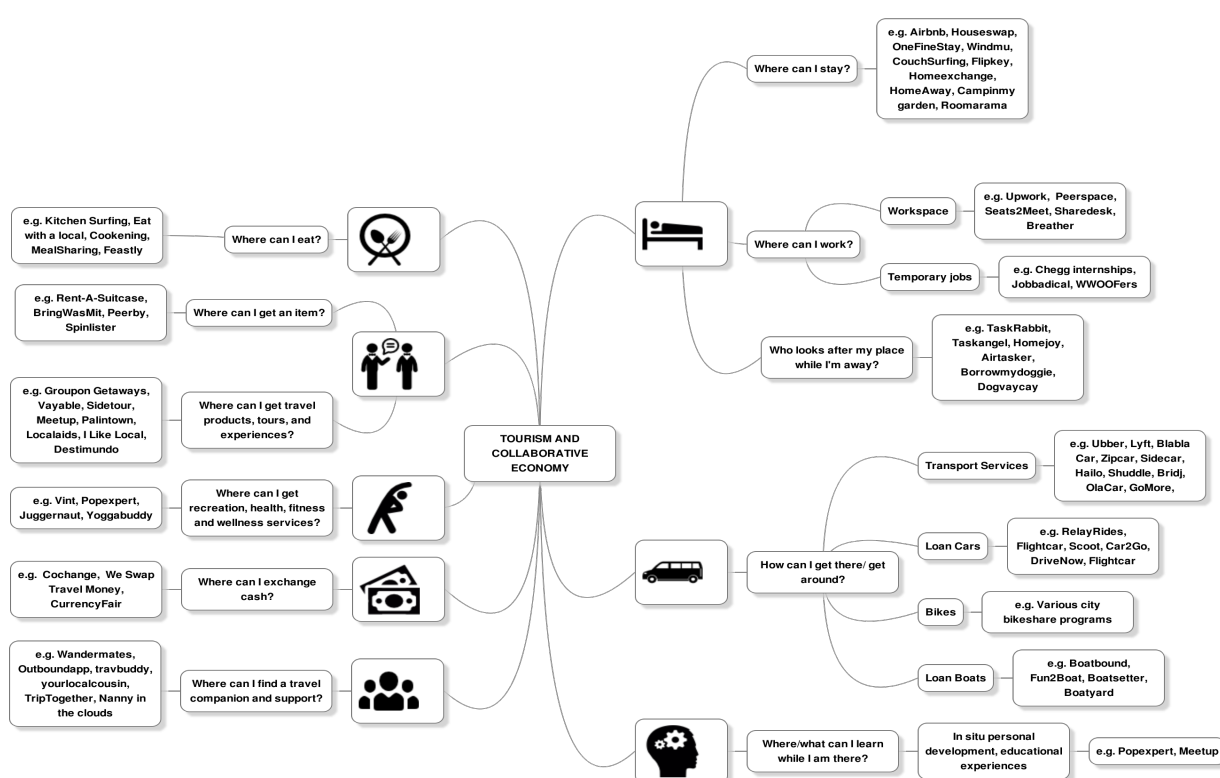 TOURISM AND
COLLABORATIVE
ECONOMY
Where can I stay?
e.g. Airbnb, Houseswap,
OneFineStay, Windmu,
CouchSurfing, Flipkey,
Homeexchange,
HomeAway, Campinmy
garden, Roomarama
Where can I work?
Workspace
e.g. Upwork, Peerspace,
Seats2Meet, Sharedesk,
Breather
Temporary jobs
e.g. Chegg internships,
Jobbadical, WWOOFers
Who looks after my place
while I'm away?
e.g. TaskRabbit,
Taskangel, Homejoy,
Airtasker,
Borrowmydoggie,
Dogvaycay
How can I get there/ get
around?
Transport Services
e.g. Ubber, Lyft, Blabla
Car, Zipcar, Sidecar,
Hailo, Shuddle, Bridj,
OlaCar, GoMore,
Loan Cars
e.g. RelayRides,
Flightcar, Scoot, Car2Go,
DriveNow, Flightcar
Bikes
e.g. Various city
bikeshare programs
Loan Boats
e.g. Boatbound,
Fun2Boat, Boatsetter,
Boatyard
Where/what can I learn
while I am there?
In situ personal
development, educational
experiences
e.g. Popexpert, Meetup
Where can I eat?
e.g. Kitchen Surfing, Eat
with a local, Cookening,
MealSharing, Feastly
Where can I get an item?
e.g. Rent-A-Suitcase,
BringWasMit, Peerby,
Spinlister
Where can I get travel
products, tours, and
experiences?
e.g. Groupon Getaways,
Vayable, Sidetour,
Meetup, Palintown,
Localaids, I Like Local,
Destimundo
Where can I get
recreation, health, fitness
and wellness services?
e.g. Vint, Popexpert,
Juggernaut, Yoggabuddy
Where can I exchange
cash?
e.g. Cochange, We Swap
Travel Money,
CurrencyFair
Where can I find a travel
companion and support?
e.g. Wandermates,
Outboundapp, travbuddy,
yourlocalcousin,
TripTogether, Nanny in
the clouds